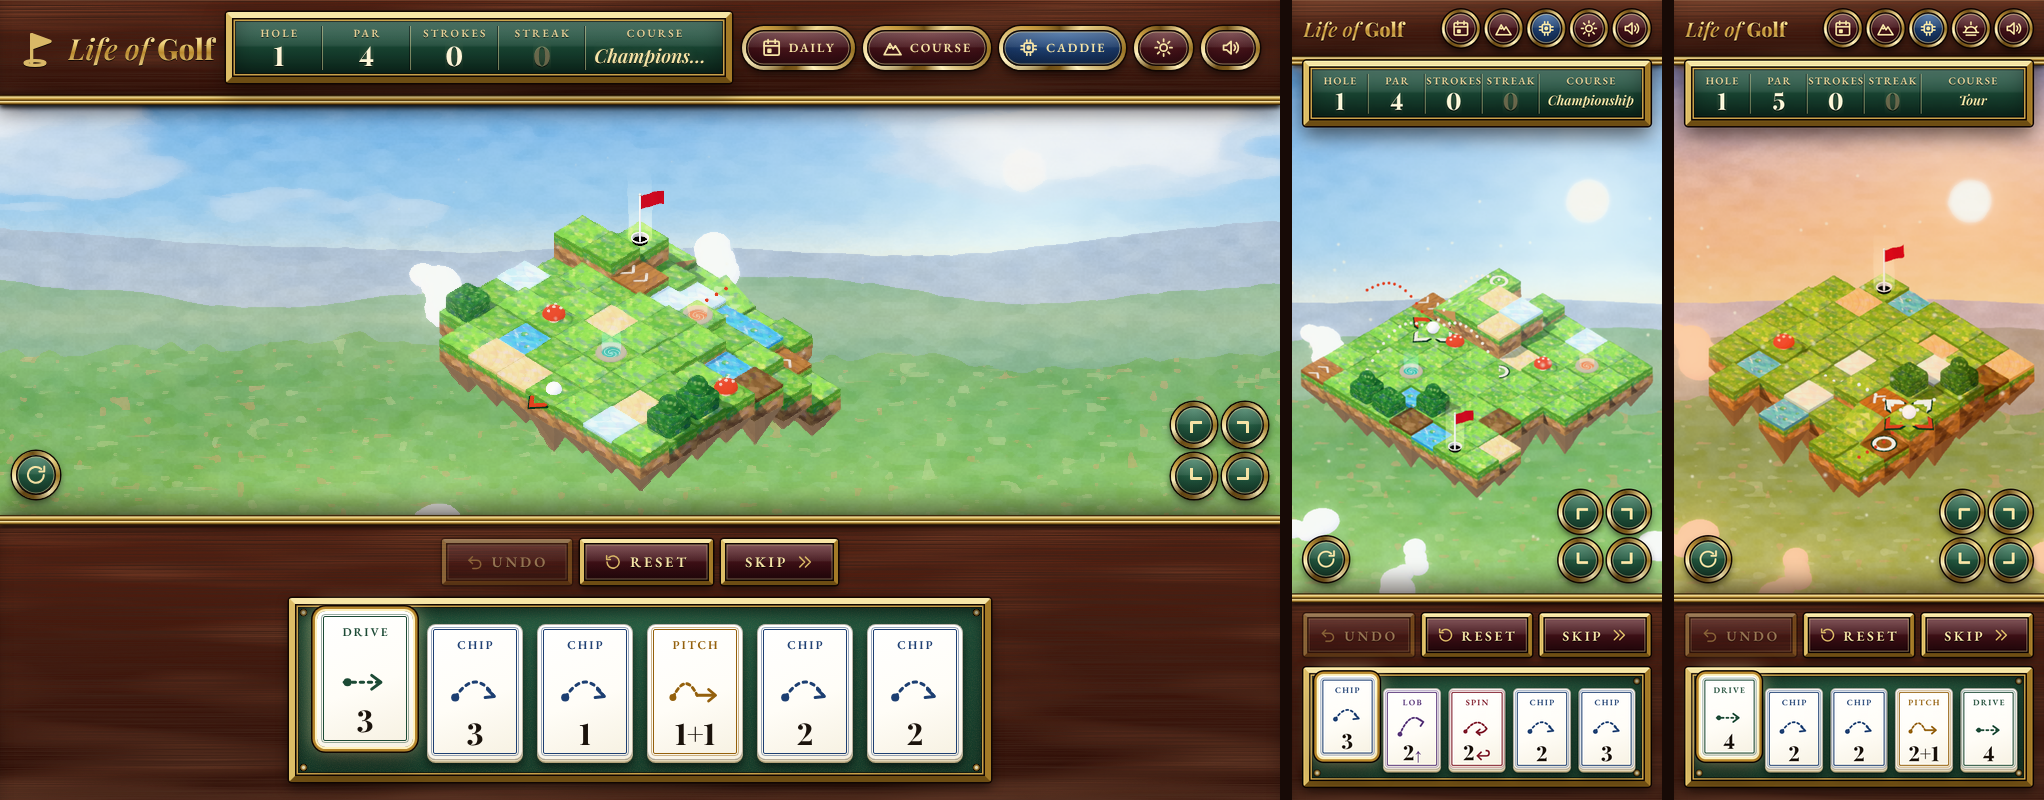 Life of Golf
HOLE PAR STROKES STREAK COURSE
1 4 0 0 Champions...
DAILY COURSE CADDIE
UNDO RESET SKIP
DRIVE CHIP CHIP PITCH CHIP CHIP
3 3 1 1+1 2 2
Life of Golf
HOLE PAR STROKES STREAK COURSE
1 4 0 0 Championship
UNDO RESET SKIP
CHIP LOB SPIN CHIP CHIP
3 2↑ 2↩ 2 3
Life of Golf
HOLE PAR STROKES STREAK COURSE
1 5 0 0 Tour
UNDO RESET SKIP
DRIVE CHIP CHIP PITCH DRIVE
4 2 2 2+1 4